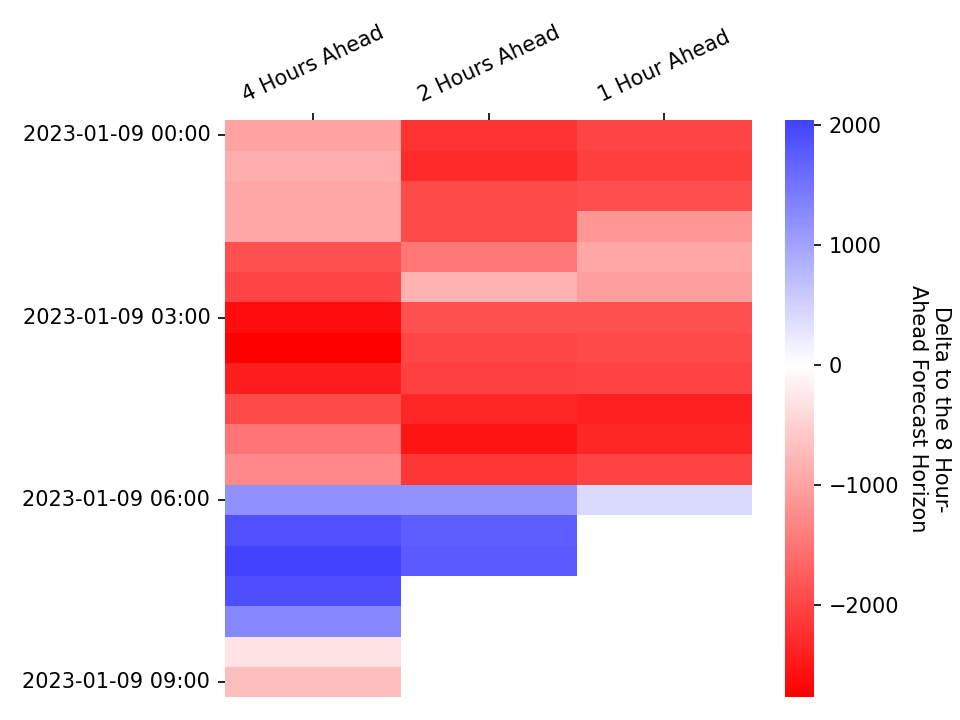 4 Hours Ahead
2 Hours Ahead
1 Hour Ahead
2023-01-09 00:00
2023-01-09 03:00
2023-01-09 06:00
2023-01-09 09:00
2000
1000
0
−1000
−2000
Delta to the 8 Hour-
Ahead Forecast Horizon